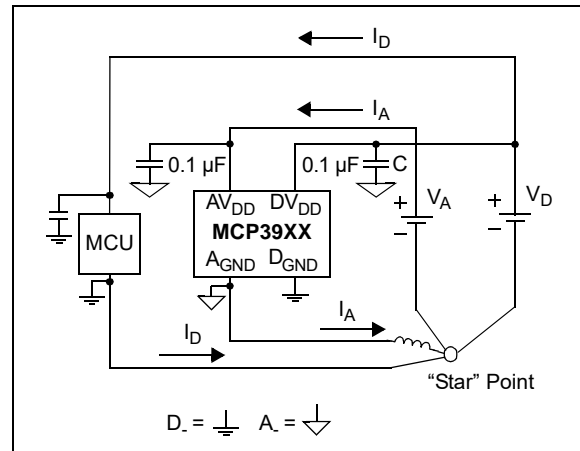 I_D
I_A
0.1 µF
0.1 µF
C
AV_DD DV_DD
MCP39XX
A_GND D_GND
MCU
+
V_A
–
+
V_D
–
I_D
I_A
“Star” Point
D_- = A_- =